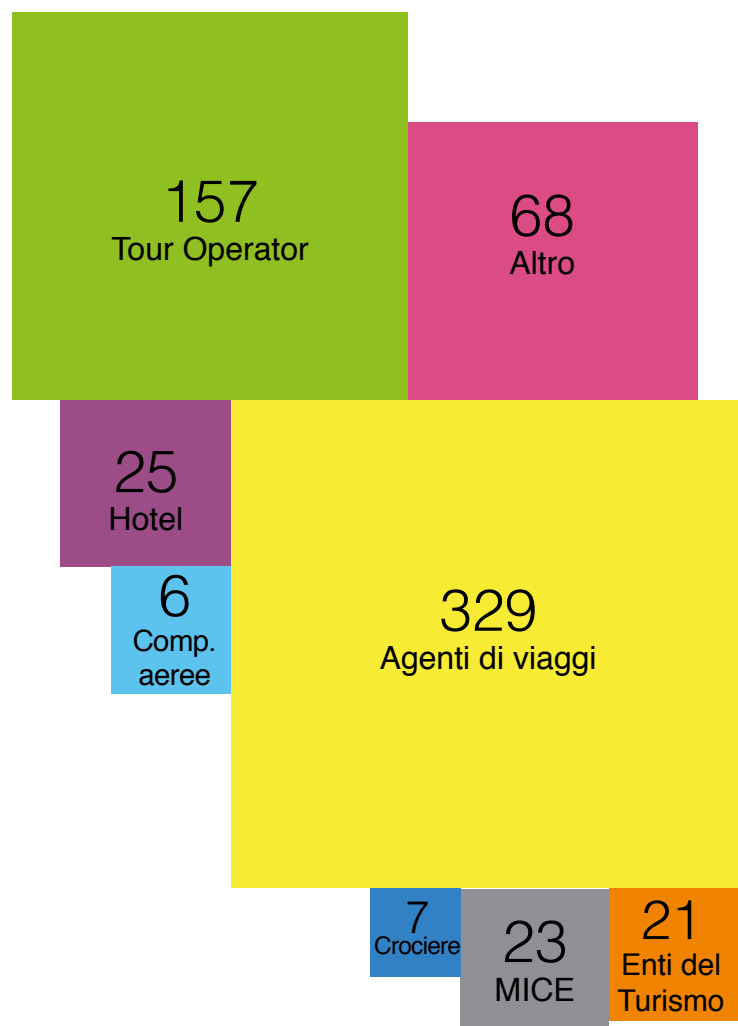 157
Tour Operator
68
Altro
25
Hotel
6
Comp.
aeree
329
Agenti di viaggi
7
Crociere
23
MICE
21
Enti del
Turismo